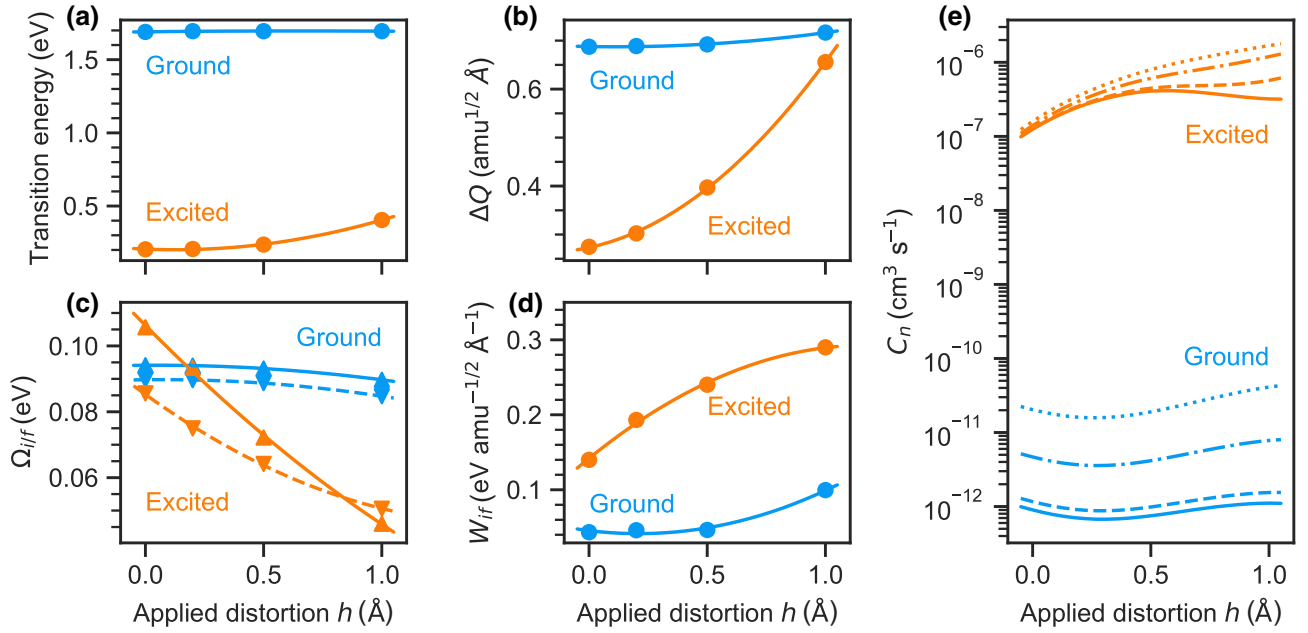 (a)
Transition energy (eV)
1.5
1.0
0.5
Ground
Excited
(b)
ΔQ (amu^{1/2} Å)
0.6
0.4
Ground
Excited
(c)
Ω_{i/f} (eV)
0.10
0.08
0.06
Ground
Excited
0.0 0.5 1.0
Applied distortion h (Å)
(d)
W_{if} (eV amu^{−1/2} Å^{−1})
0.3
0.2
0.1
Excited
Ground
0.0 0.5 1.0
Applied distortion h (Å)
(e)
C_n (cm^3 s^{−1})
10^{−6}
10^{−7}
10^{−8}
10^{−9}
10^{−10}
10^{−11}
10^{−12}
Excited
Ground
0.0 0.5 1.0
Applied distortion h (Å)